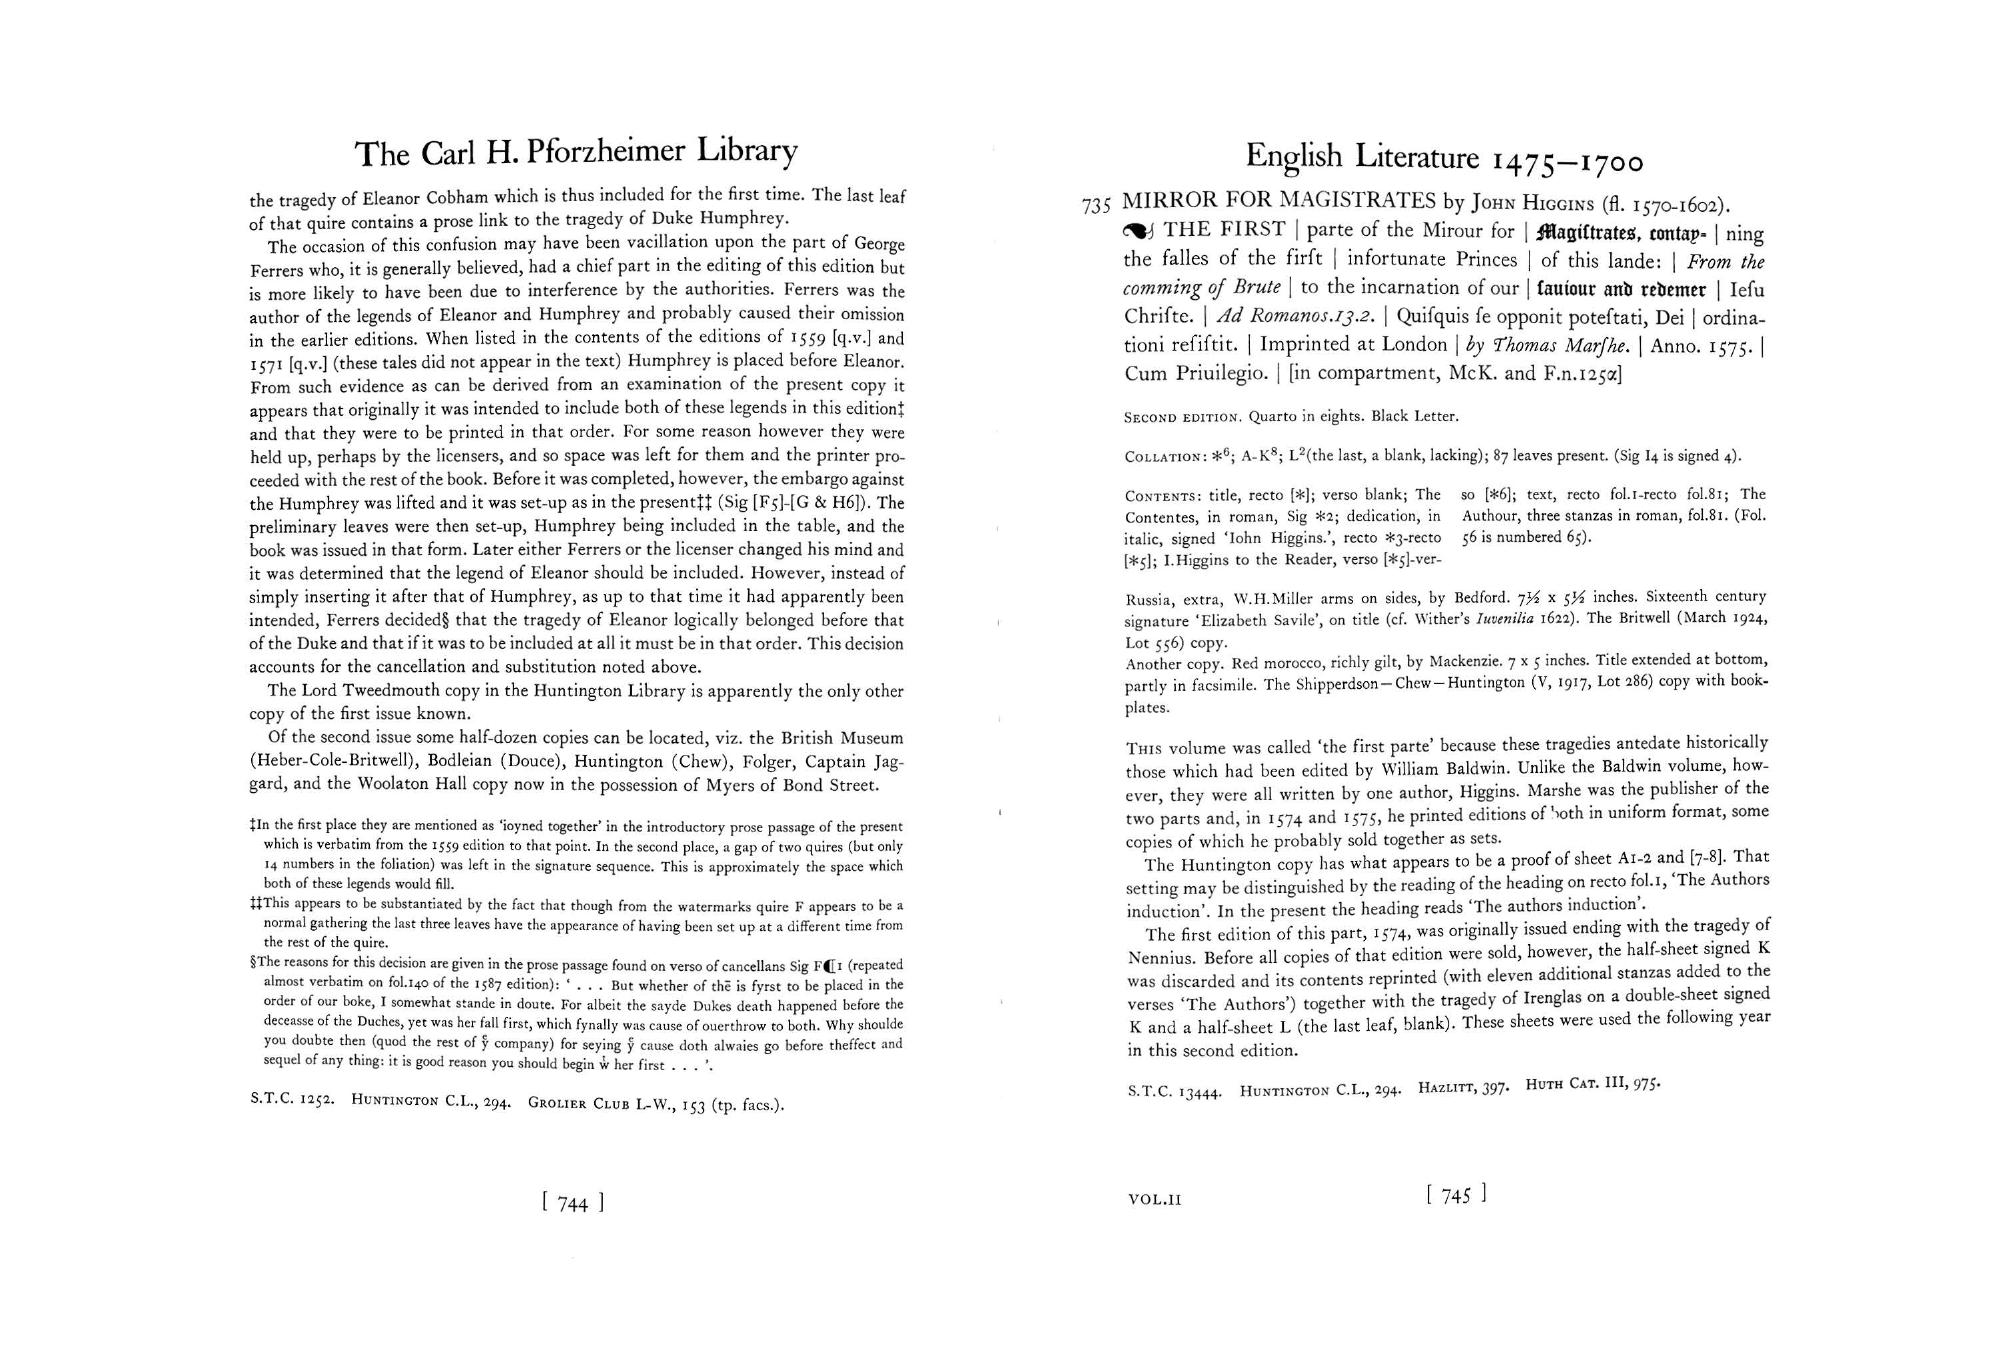 The Carl H. Pforzheimer Library
the tragedy of Eleanor Cobham which is thus included for the first time. The last leaf
of that quire contains a prose link to the tragedy of Duke Humphrey.
The occasion of this confusion may have been vacillation upon the part of George
Ferrers who, it is generally believed, had a chief part in the editing of this edition but
is more likely to have been due to interference by the authorities. Ferrers was the
author of the legends of Eleanor and Humphrey and probably caused their omission
in the earlier editions. When listed in the contents of the editions of 1559 [q.v.] and
1571 [q.v.] (these tales did not appear in the text) Humphrey is placed before Eleanor.
From such evidence as can be derived from an examination of the present copy it
appears that originally it was intended to include both of these legends in this edition‡
and that they were to be printed in that order. For some reason however they were
held up, perhaps by the licensers, and so space was left for them and the printer pro-
ceeded with the rest of the book. Before it was completed, however, the embargo against
the Humphrey was lifted and it was set-up as in the present‡‡ (Sig [F5]-[G & H6]). The
preliminary leaves were then set-up, Humphrey being included in the table, and the
book was issued in that form. Later either Ferrers or the licenser changed his mind and
it was determined that the legend of Eleanor should be included. However, instead of
simply inserting it after that of Humphrey, as up to that time it had apparently been
intended, Ferrers decided§ that the tragedy of Eleanor logically belonged before that
of the Duke and that if it was to be included at all it must be in that order. This decision
accounts for the cancellation and substitution noted above.
The Lord Tweedmouth copy in the Huntington Library is apparently the only other
copy of the first issue known.
Of the second issue some half-dozen copies can be located, viz. the British Museum
(Heber-Cole-Britwell), Bodleian (Douce), Huntington (Chew), Folger, Captain Jag-
gard, and the Woolaton Hall copy now in the possession of Myers of Bond Street.
‡In the first place they are mentioned as 'ioyned together' in the introductory prose passage of the present
which is verbatim from the 1559 edition to that point. In the second place, a gap of two quires (but only
14 numbers in the foliation) was left in the signature sequence. This is approximately the space which
both of these legends would fill.
‡‡This appears to be substantiated by the fact that though from the watermarks quire F appears to be a
normal gathering the last three leaves have the appearance of having been set up at a different time from
the rest of the quire.
§The reasons for this decision are given in the prose passage found on verso of cancellans Sig F¶1 (repeated
almost verbatim on fol.140 of the 1587 edition): ' . . . But whether of thē is fyrst to be placed in the
order of our boke, I somewhat stande in doute. For albeit the sayde Dukes death happened before the
deceasse of the Duches, yet was her fall first, which fynally was cause of ouerthrow to both. Why shoulde
you doubte then (quod the rest of yͤ company) for seying yͤ cause doth alwaies go before theffect and
sequel of any thing: it is good reason you should begin wͭ her first . . . '.
S.T.C. 1252. HUNTINGTON C.L., 294. GROLIER CLUB L-W., 153 (tp. facs.).
[ 744 ]
English Literature 1475–1700
735 MIRROR FOR MAGISTRATES by JOHN HIGGINS (fl. 1570-1602).
☙ THE FIRST | parte of the Mirour for | Magiſtrates, contay- | ning
the falles of the firſt | infortunate Princes | of this lande: | From the
comming of Brute | to the incarnation of our | ſauiour and redemer | Ieſu
Chriſte. | Ad Romanos.13.2. | Quiſquis ſe opponit poteſtati, Dei | ordina-
tioni reſiſtit. | Imprinted at London | by Thomas Marſhe. | Anno. 1575. |
Cum Priuilegio. | [in compartment, McK. and F.n.125α]
SECOND EDITION. Quarto in eights. Black Letter.
COLLATION: *⁶; A-K⁸; L²(the last, a blank, lacking); 87 leaves present. (Sig I4 is signed 4).
CONTENTS: title, recto [*]; verso blank; The
Contentes, in roman, Sig *2; dedication, in
italic, signed 'Iohn Higgins.', recto *3-recto
[*5]; I.Higgins to the Reader, verso [*5]-ver-
so [*6]; text, recto fol.1-recto fol.81; The
Authour, three stanzas in roman, fol.81. (Fol.
56 is numbered 65).
Russia, extra, W.H.Miller arms on sides, by Bedford. 7½ x 5½ inches. Sixteenth century
signature 'Elizabeth Savile', on title (cf. Wither's Iuvenilia 1622). The Britwell (March 1924,
Lot 556) copy.
Another copy. Red morocco, richly gilt, by Mackenzie. 7 x 5 inches. Title extended at bottom,
partly in facsimile. The Shipperdson—Chew—Huntington (V, 1917, Lot 286) copy with book-
plates.
THIS volume was called 'the first parte' because these tragedies antedate historically
those which had been edited by William Baldwin. Unlike the Baldwin volume, how-
ever, they were all written by one author, Higgins. Marshe was the publisher of the
two parts and, in 1574 and 1575, he printed editions of both in uniform format, some
copies of which he probably sold together as sets.
The Huntington copy has what appears to be a proof of sheet A1-2 and [7-8]. That
setting may be distinguished by the reading of the heading on recto fol.1, 'The Authors
induction'. In the present the heading reads 'The authors induction'.
The first edition of this part, 1574, was originally issued ending with the tragedy of
Nennius. Before all copies of that edition were sold, however, the half-sheet signed K
was discarded and its contents reprinted (with eleven additional stanzas added to the
verses 'The Authors') together with the tragedy of Irenglas on a double-sheet signed
K and a half-sheet L (the last leaf, blank). These sheets were used the following year
in this second edition.
S.T.C. 13444. HUNTINGTON C.L., 294. HAZLITT, 397. HUTH CAT. III, 975.
VOL.II
[ 745 ]